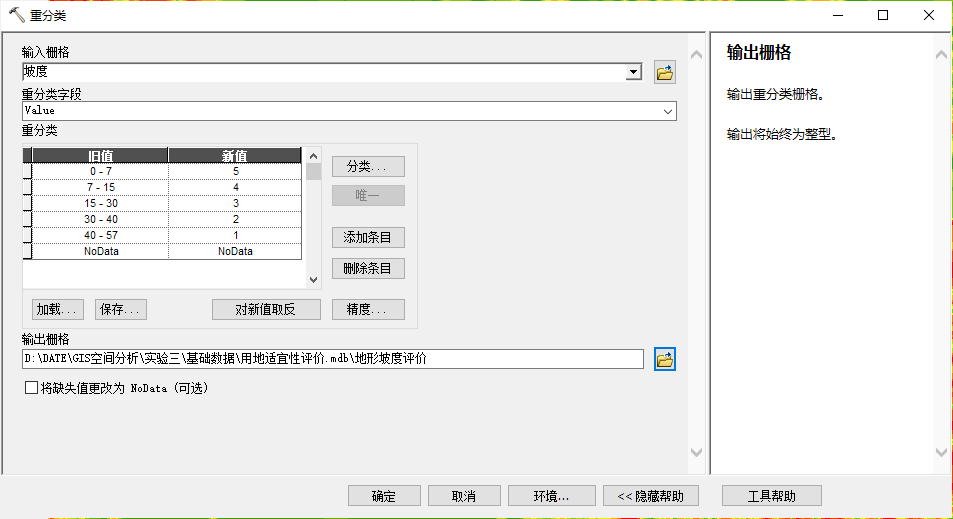 重分类
输入栅格
坡度
重分类字段
Value
重分类
旧值 新值
0 - 7 5
7 - 15 4
15 - 30 3
30 - 40 2
40 - 57 1
NoData NoData
分类...
唯一
添加条目
删除条目
加载... 保存... 对新值取反 精度...
输出栅格
D:\DATE\GIS空间分析\实验三\基础数据\用地适宜性评价.mdb\地形坡度评价
将缺失值更改为 NoData (可选)
确定 取消 环境... << 隐藏帮助 工具帮助
输出栅格
输出重分类栅格。
输出将始终为整型。